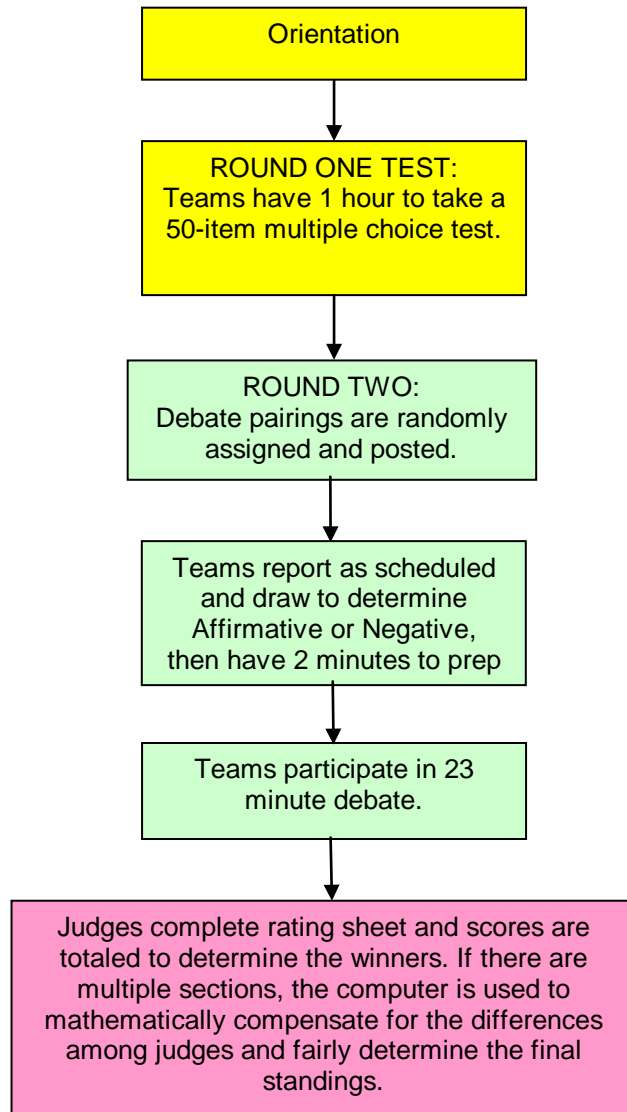 Orientation
ROUND ONE TEST:
Teams have 1 hour to take a
50-item multiple choice test.
ROUND TWO:
Debate pairings are randomly
assigned and posted.
Teams report as scheduled
and draw to determine
Affirmative or Negative,
then have 2 minutes to prep
Teams participate in 23
minute debate.
Judges complete rating sheet and scores are
totaled to determine the winners. If there are
multiple sections, the computer is used to
mathematically compensate for the differences
among judges and fairly determine the final
standings.